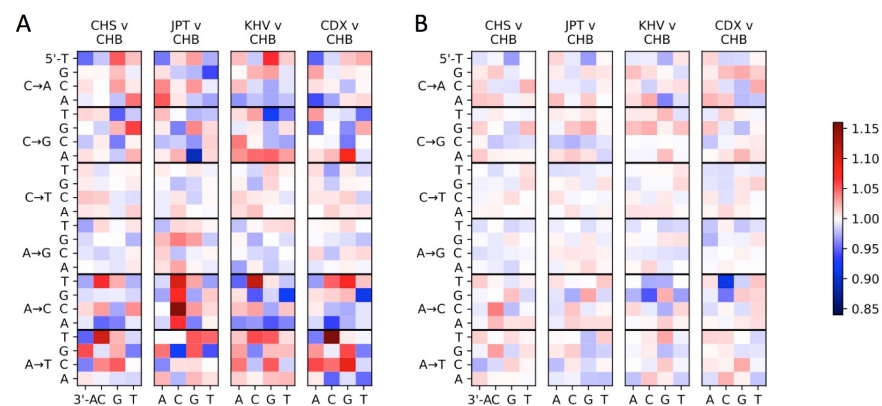 A
CHS v CHB
JPT v CHB
KHV v CHB
CDX v CHB
5'-T
G
C→A
C
A
T
G
C→G
C
A
T
G
C→T
C
A
T
G
A→G
C
A
T
G
A→C
C
A
T
G
A→T
C
A
3'-A C G T
A C G T
A C G T
A C G T
B
CHS v CHB
JPT v CHB
KHV v CHB
CDX v CHB
5'-T
G
C→A
C
A
T
G
C→G
C
A
T
G
C→T
C
A
T
G
A→G
C
A
T
G
A→C
C
A
T
G
A→T
C
A
3'-A C G T
A C G T
A C G T
A C G T
1.15
1.10
1.05
1.00
0.95
0.90
0.85